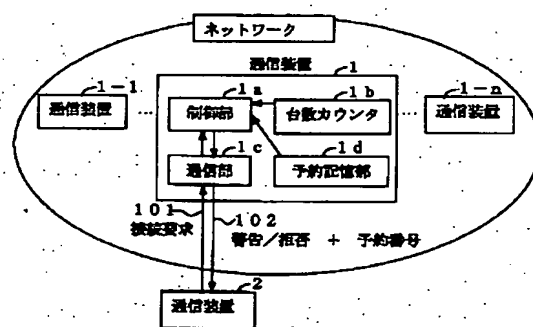 ネットワーク
通信装置
1
1-1
通信装置
1a
制御部
1b
台数カウンタ
1-n
通信装置
1c
通信部
1d
予約記憶部
101
接続要求
102
警告/拒否 + 予約番号
2
通信装置